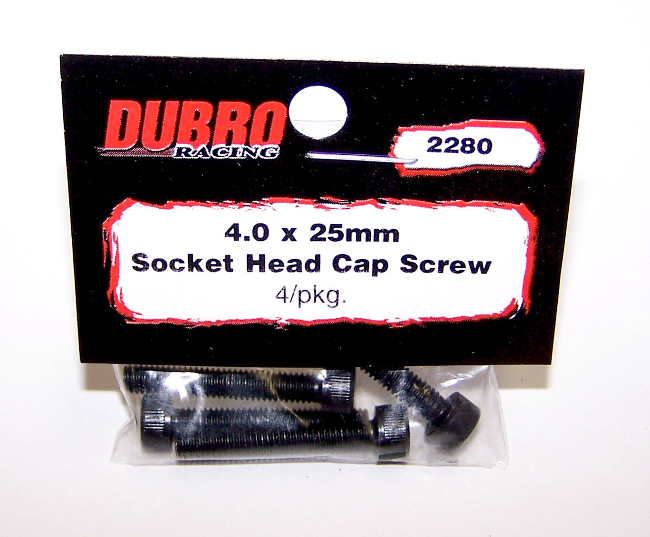 DUBRO
RACING
2280
4.0 x 25mm
Socket Head Cap Screw
4/pkg.